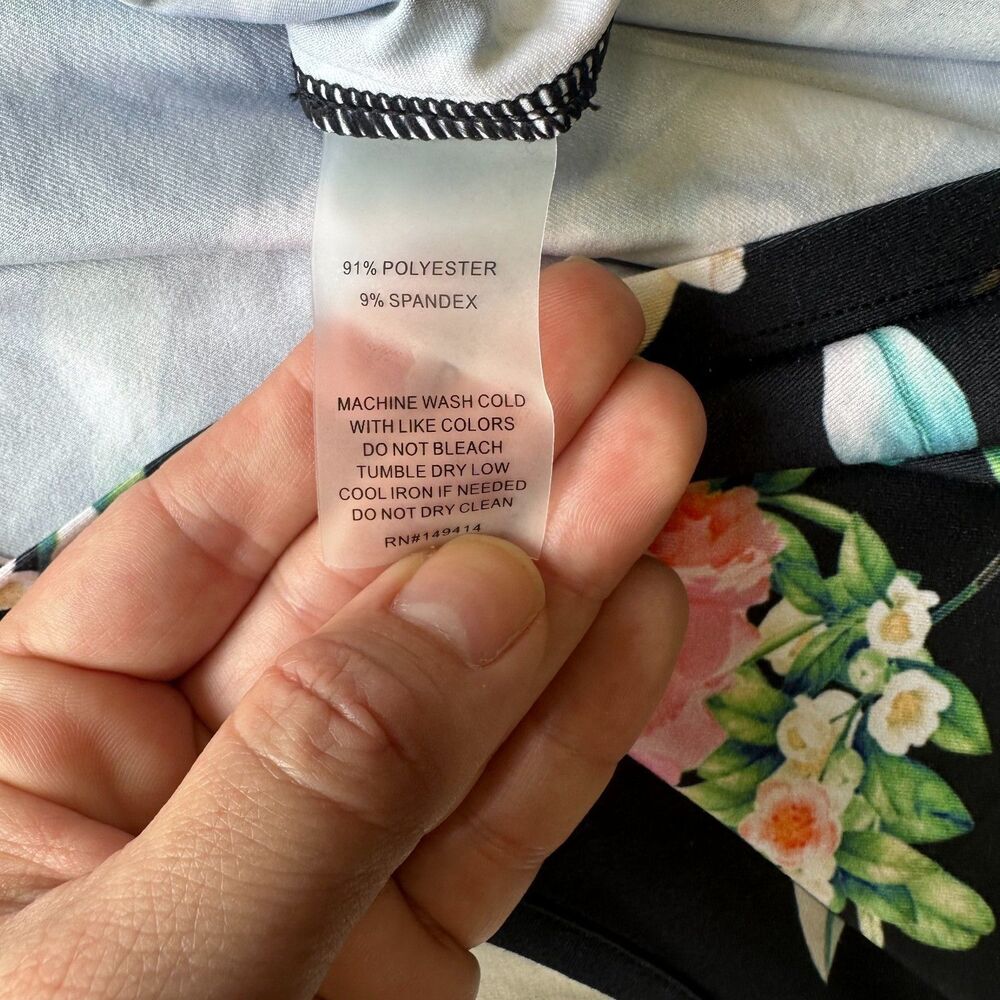 91% POLYESTER
9% SPANDEX
MACHINE WASH COLD
WITH LIKE COLORS
DO NOT BLEACH
TUMBLE DRY LOW
COOL IRON IF NEEDED
DO NOT DRY CLEAN
RN#149414